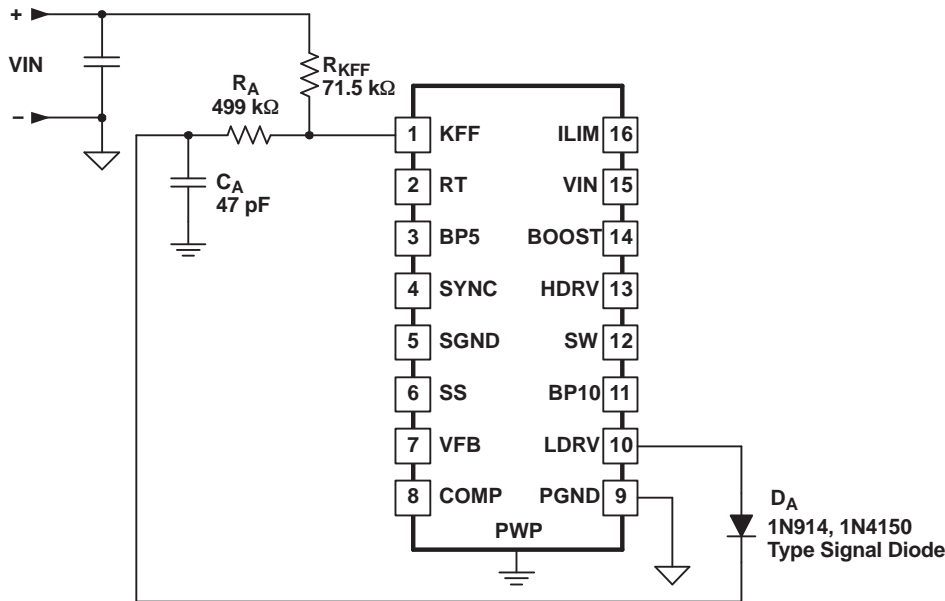 +
VIN
−
RA
499 kΩ
RKFF
71.5 kΩ
CA
47 pF
1 KFF
2 RT
3 BP5
4 SYNC
5 SGND
6 SS
7 VFB
8 COMP
ILIM 16
VIN 15
BOOST 14
HDRV 13
SW 12
BP10 11
LDRV 10
PGND 9
PWP
DA
1N914, 1N4150
Type Signal Diode